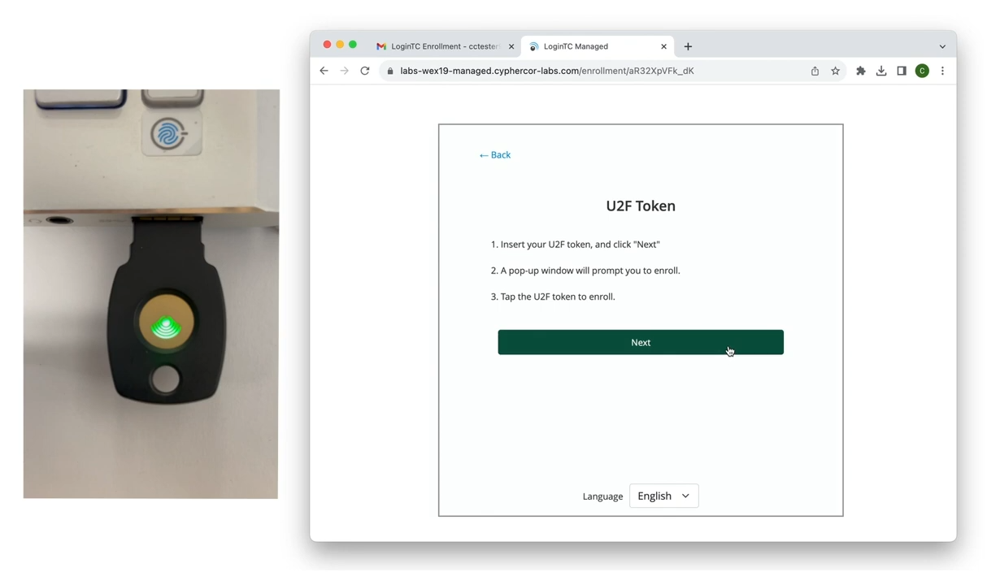 LoginTC Enrollment - cctester
LoginTC Managed
labs-wex19-managed.cyphercor-labs.com/enrollment/aR32XpVFk_dK
C
← Back
U2F Token
1. Insert your U2F token, and click "Next"
2. A pop-up window will prompt you to enroll.
3. Tap the U2F token to enroll.
Next
Language English